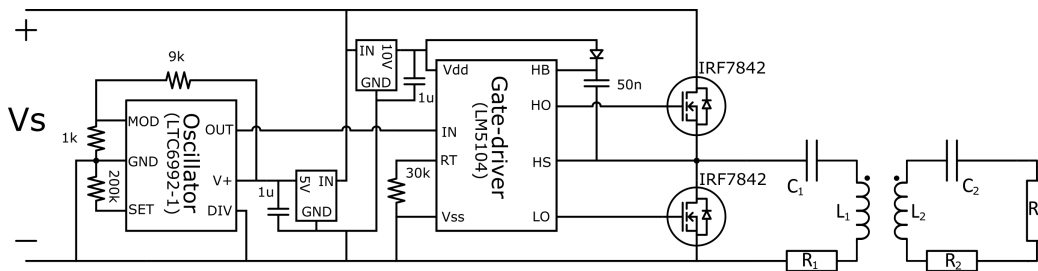 +
Vs
−
9k
1k
200k
MOD
GND
SET
OUT
V+
DIV
Oscillator
(LTC6992-1)
1u
5V
IN
GND
IN
10V
GND
1u
30k
Vdd
IN
RT
Vss
Gate-driver
(LM5104)
HB
HO
HS
LO
50n
IRF7842
IRF7842
C1
L1
R1
L2
C2
R2
R